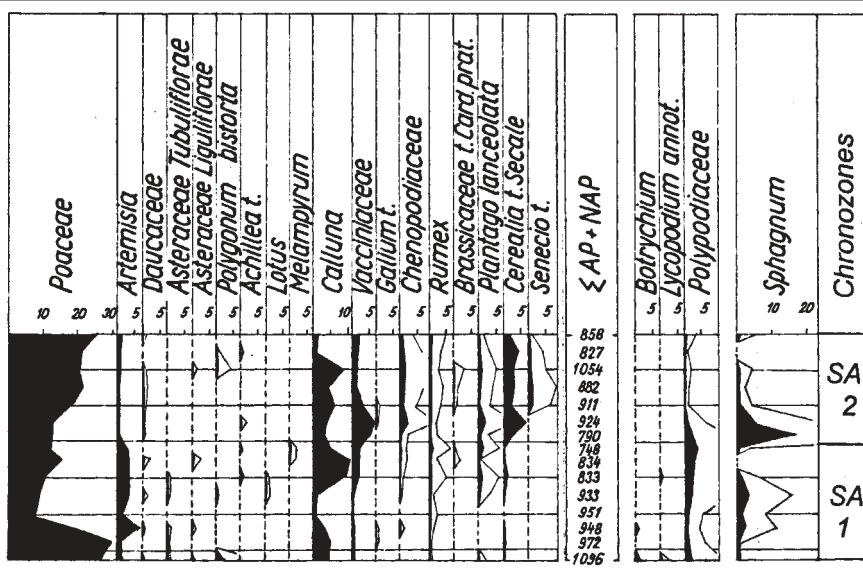 Poaceae
Artemisia
Daucaceae
Asteraceae Tubuliflorae
Asteraceae Liguliflorae
Polygonum bistorta
Achillea t.
Lotus
Melampyrum
Calluna
Vacciniaceae
Galium t.
Chenopodiaceae
Rumex
Brassicaceae t.Card.prat.
Plantago lanceolata
Cerealia t.Secale
Senecio t.
ΣAP+NAP
Botrychium
Lycopodium annot.
Polypodiaceae
Sphagnum
Chronozones
10 20 30 5 5 5 5 5 5 5 5 10 5 5 5 5 5 5 5 5 5 5 5 10 20
858
827
1054
882
911
924
790
748
834
833
933
951
948
972
1096
SA
2
SA
1